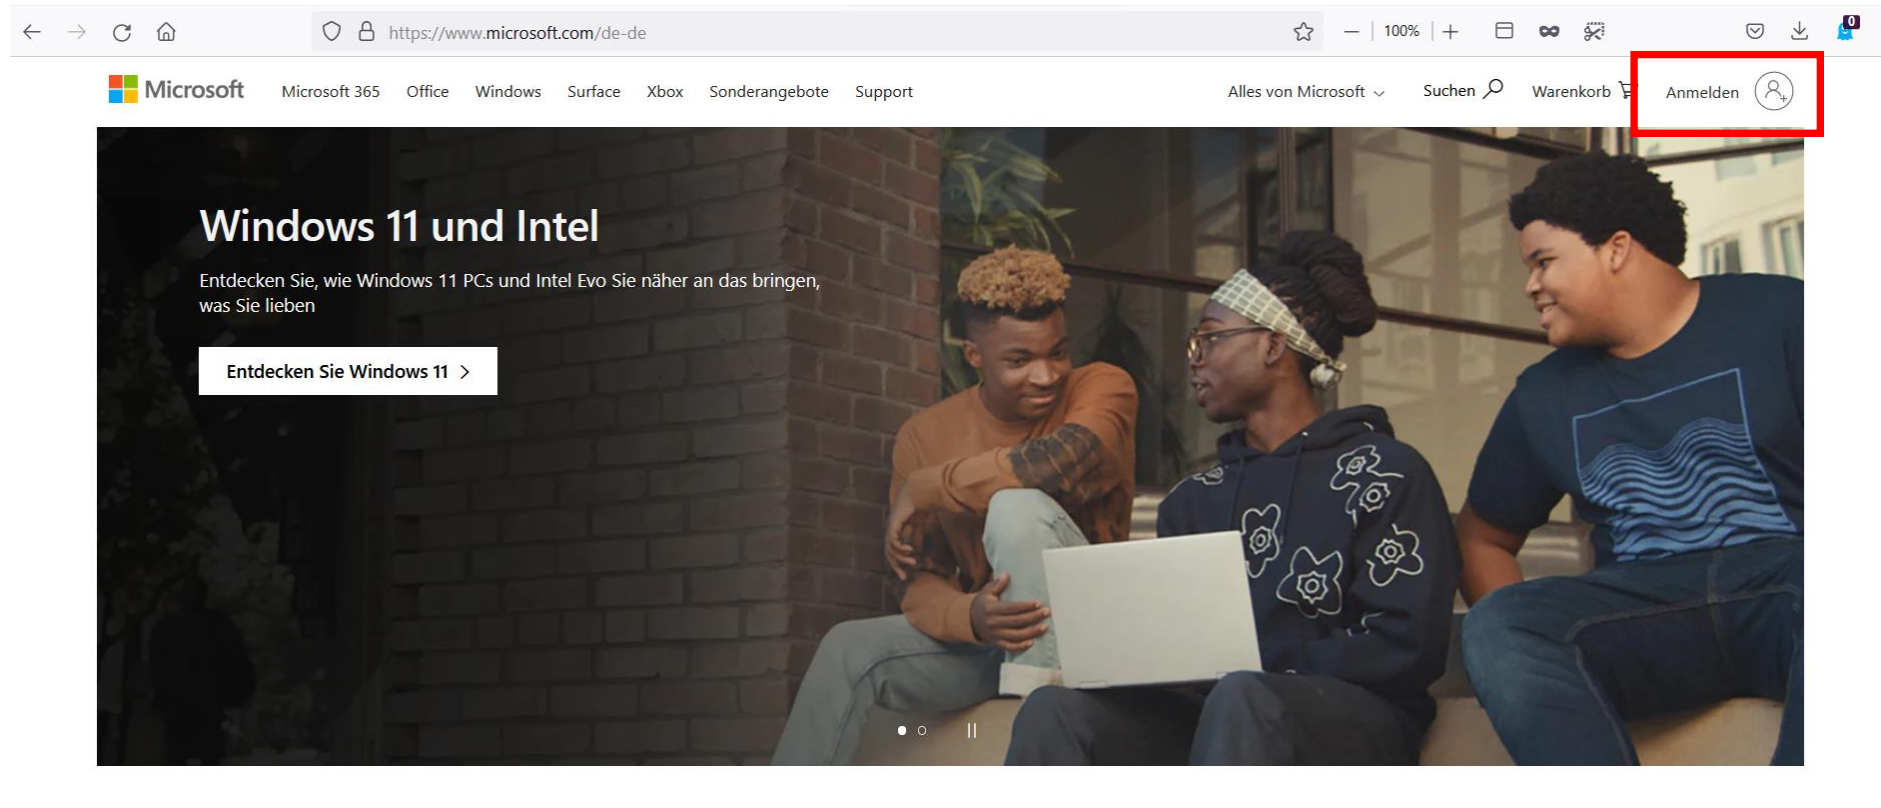 https://www.microsoft.com/de-de
100%
0
Microsoft
Microsoft 365
Office
Windows
Surface
Xbox
Sonderangebote
Support
Alles von Microsoft
Suchen
Warenkorb
Anmelden
Windows 11 und Intel
Entdecken Sie, wie Windows 11 PCs und Intel Evo Sie näher an das bringen,
was Sie lieben
Entdecken Sie Windows 11